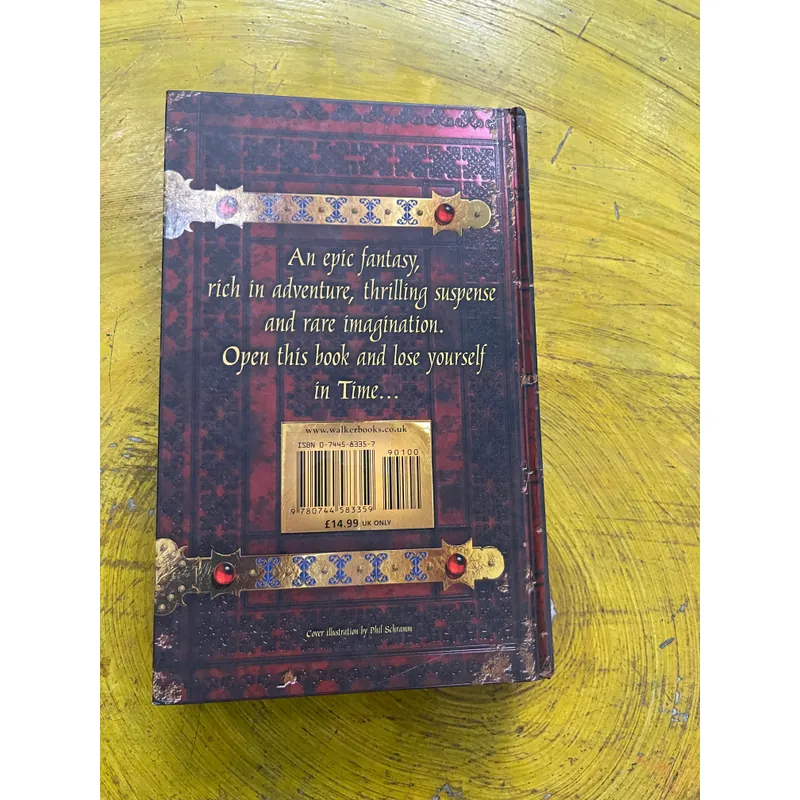 An epic fantasy,
rich in adventure, thrilling suspense
and rare imagination.
Open this book and lose yourself
in Time...
www.walkerbooks.co.uk
ISBN 0-7445-8335-7
90100
9 780744 583359
£14.99 UK ONLY
Cover illustration by Phil Schramm